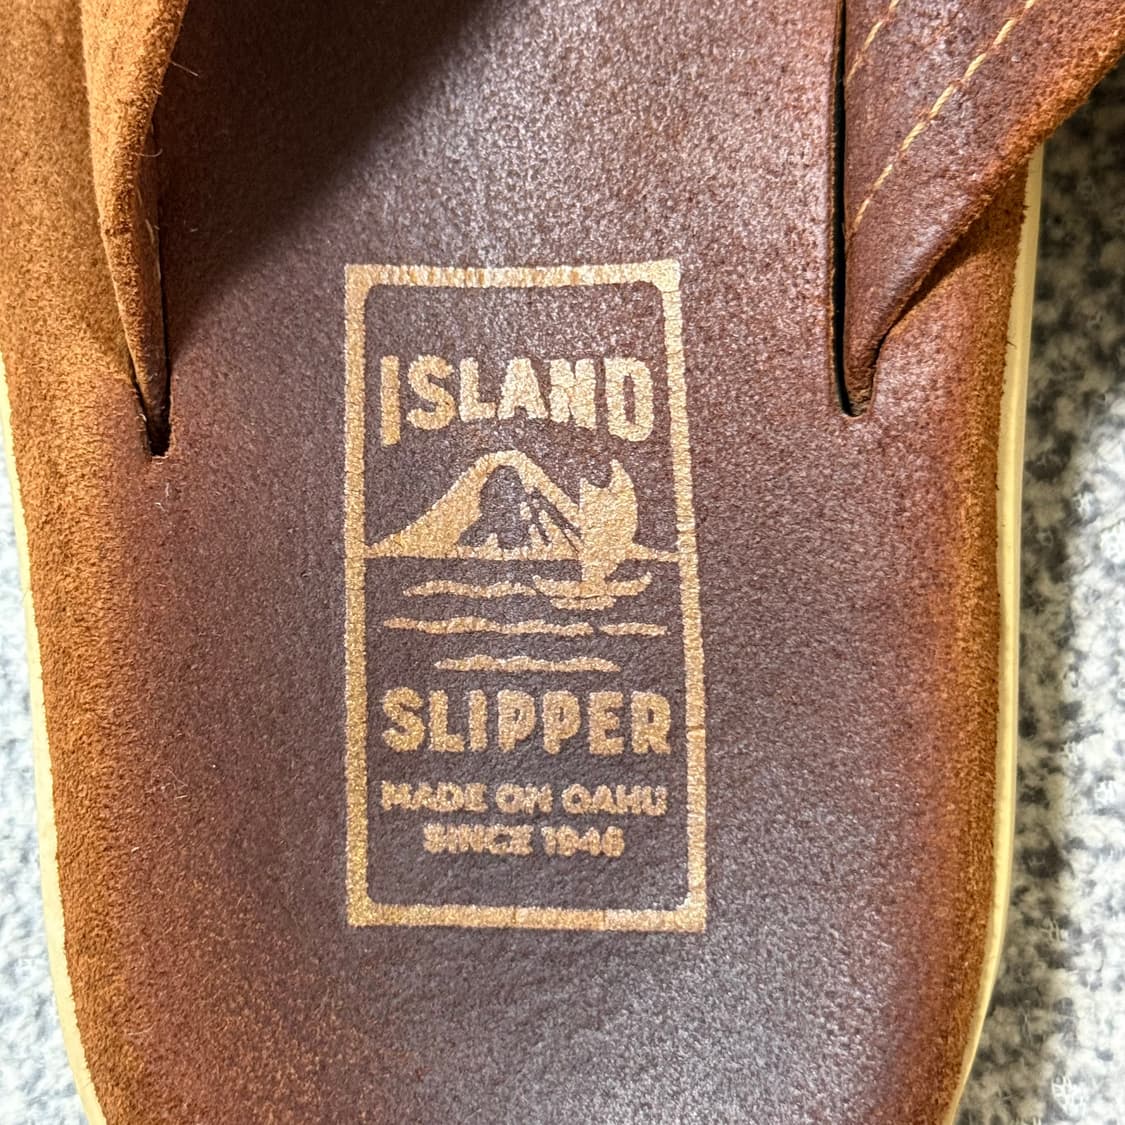 ISLAND
SLIPPER
MADE ON OAHU
SINCE 1946